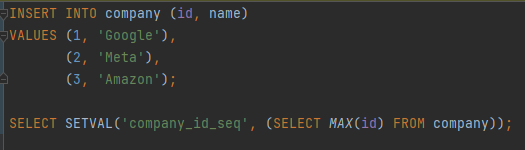 INSERT INTO company (id, name)
VALUES (1, 'Google'),
       (2, 'Meta'),
       (3, 'Amazon');

SELECT SETVAL('company_id_seq', (SELECT MAX(id) FROM company));